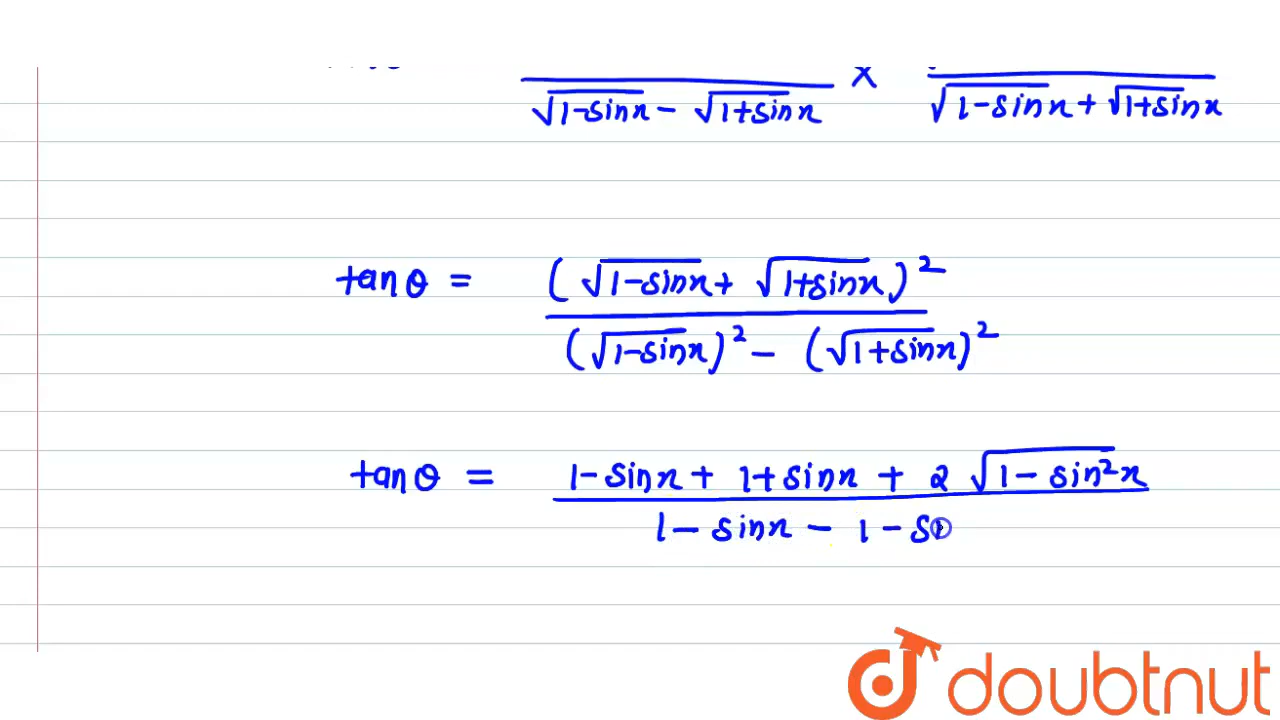 √1-sinx - √1+sinx × √1-sinx + √1+sinx
tanθ = (√1-sinx + √1+sinx)²
(√1-sinx)² - (√1+sinx)²
tanθ = 1-sinx + 1+sinx + 2 √1-sin²x
1- sinx - 1 - s
doubtnut